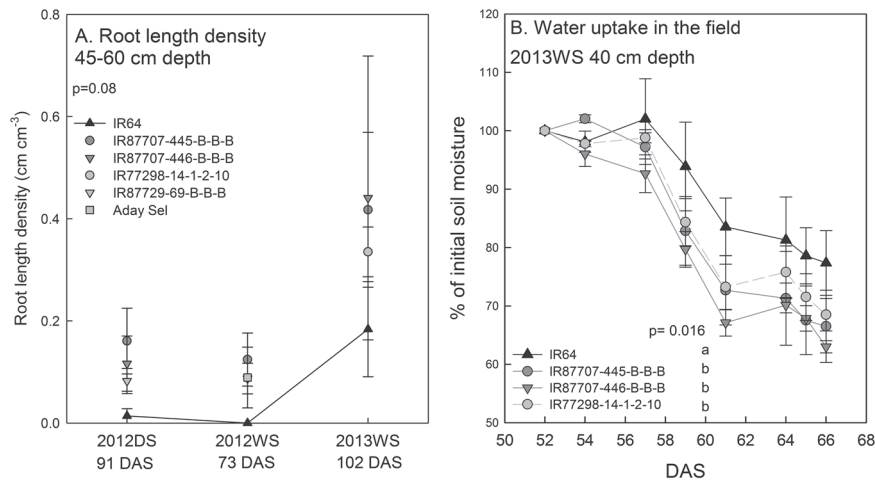 A. Root length density
45-60 cm depth
p=0.08
IR64
IR87707-445-B-B-B
IR87707-446-B-B-B
IR77298-14-1-2-10
IR87729-69-B-B-B
Aday Sel
Root length density (cm cm⁻³)
0.8
0.6
0.4
0.2
0.0
2012DS 2012WS 2013WS
91 DAS 73 DAS 102 DAS
B. Water uptake in the field
2013WS 40 cm depth
% of initial soil moisture
120
110
100
90
80
70
60
50
p= 0.016
IR64 a
IR87707-445-B-B-B b
IR87707-446-B-B-B b
IR77298-14-1-2-10 b
50 52 54 56 58 60 62 64 66 68
DAS